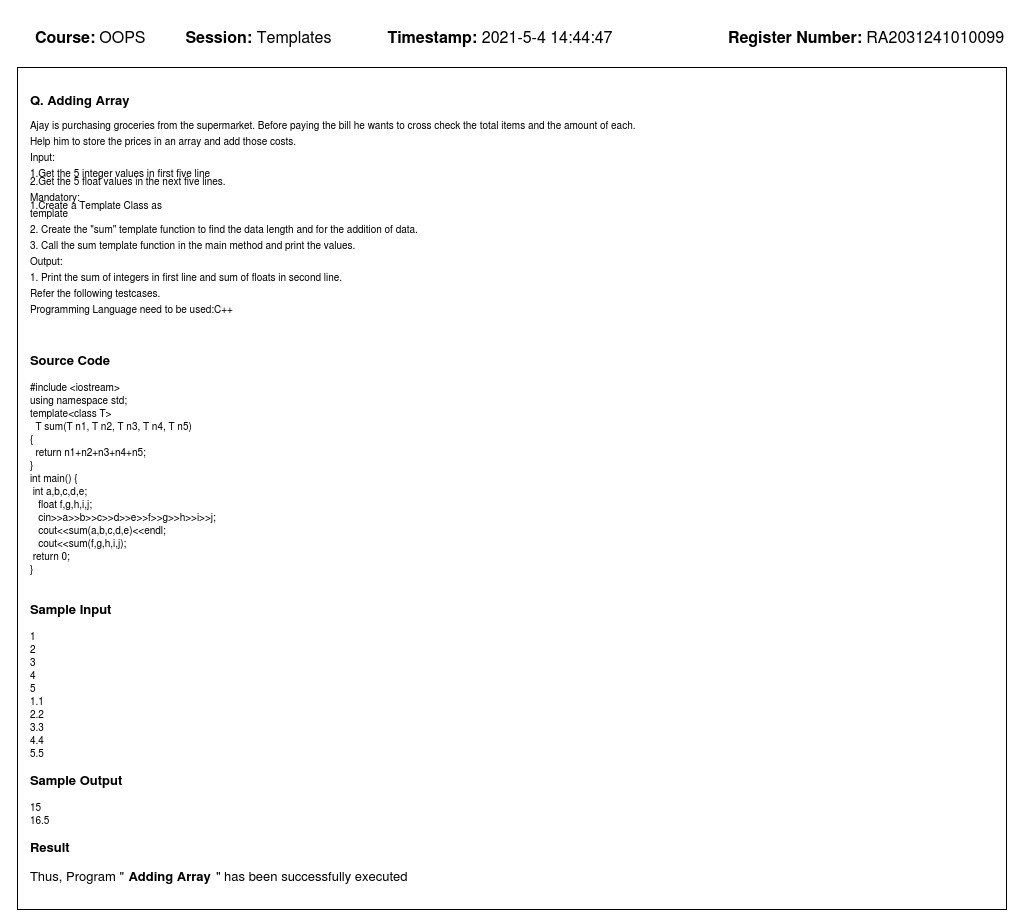 Course: OOPS Session: Templates Timestamp: 2021-5-4 14:44:47 Register Number: RA2031241010099
Q. Adding Array
Ajay is purchasing groceries from the supermarket. Before paying the bill he wants to cross check the total items and the amount of each.
Help him to store the prices in an array and add those costs.
Input:
1.Get the 5 integer values in first five line
2.Get the 5 float values in the next five lines.
Mandatory:
1.Create a Template Class as
template
2. Create the "sum" template function to find the data length and for the addition of data.
3. Call the sum template function in the main method and print the values.
Output:
1. Print the sum of integers in first line and sum of floats in second line.
Refer the following testcases.
Programming Language need to be used:C++
Source Code
#include <iostream>
using namespace std;
template<class T>
T sum(T n1, T n2, T n3, T n4, T n5)
{
return n1+n2+n3+n4+n5;
}
int main() {
int a,b,c,d,e;
float f,g,h,i,j;
cin>>a>>b>>c>>d>>e>>f>>g>>h>>i>>j;
cout<<sum(a,b,c,d,e)<<endl;
cout<<sum(f,g,h,i,j);
return 0;
}
Sample Input
1
2
3
4
5
1.1
2.2
3.3
4.4
5.5
Sample Output
15
16.5
Result
Thus, Program " Adding Array " has been successfully executed